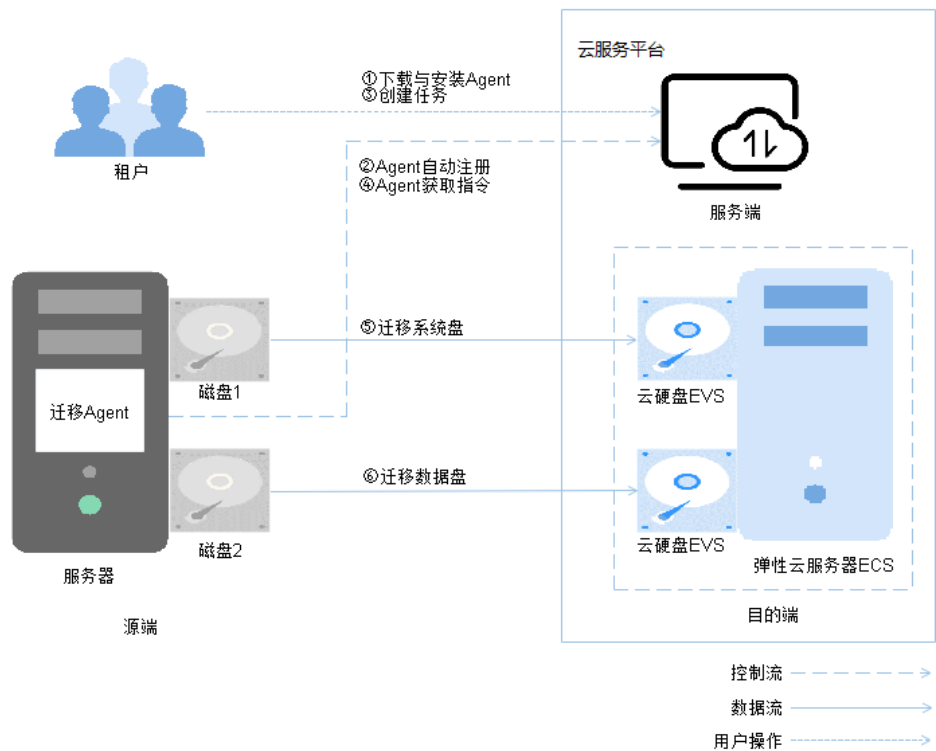 云服务平台
①下载与安装Agent
③创建任务
租户
②Agent自动注册
④Agent获取指令
服务端
⑤迁移系统盘
磁盘1
云硬盘EVS
迁移Agent
⑥迁移数据盘
磁盘2
云硬盘EVS
弹性云服务器ECS
服务器
目的端
源端
控制流
数据流
用户操作